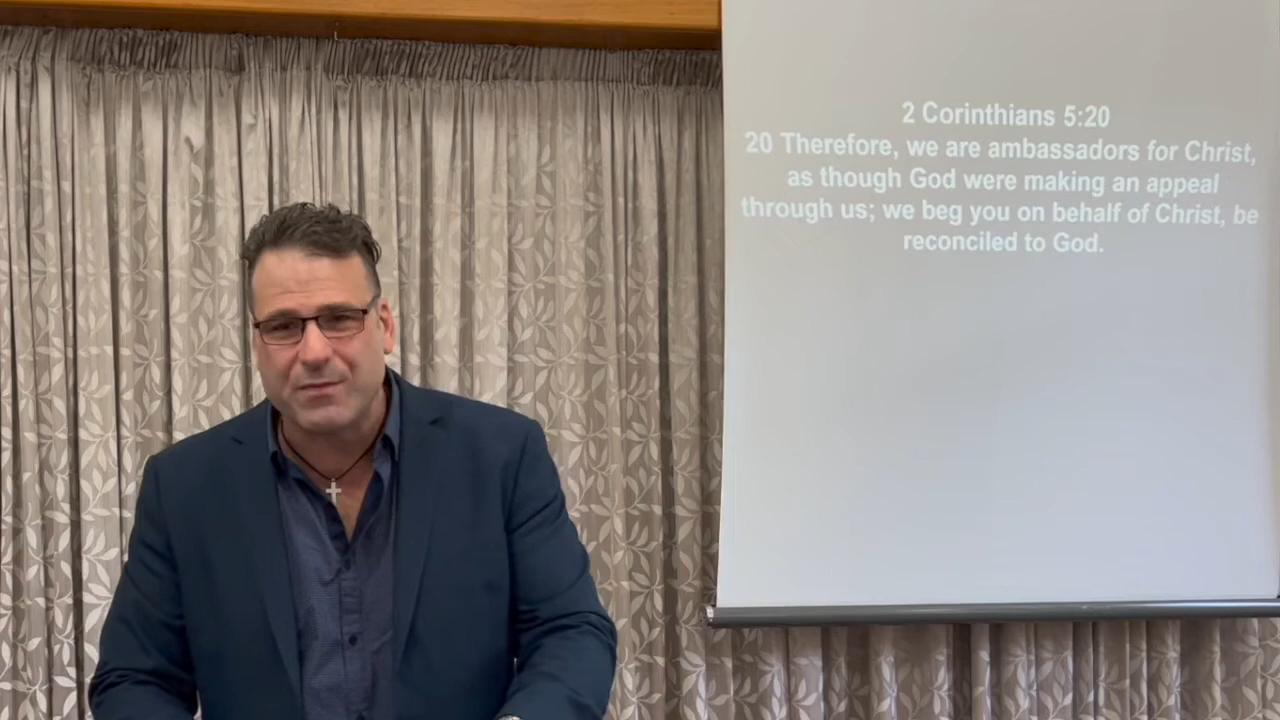 2 Corinthians 5:20
20 Therefore, we are ambassadors for Christ,
as though God were making an appeal
through us; we beg you on behalf of Christ, be
reconciled to God.